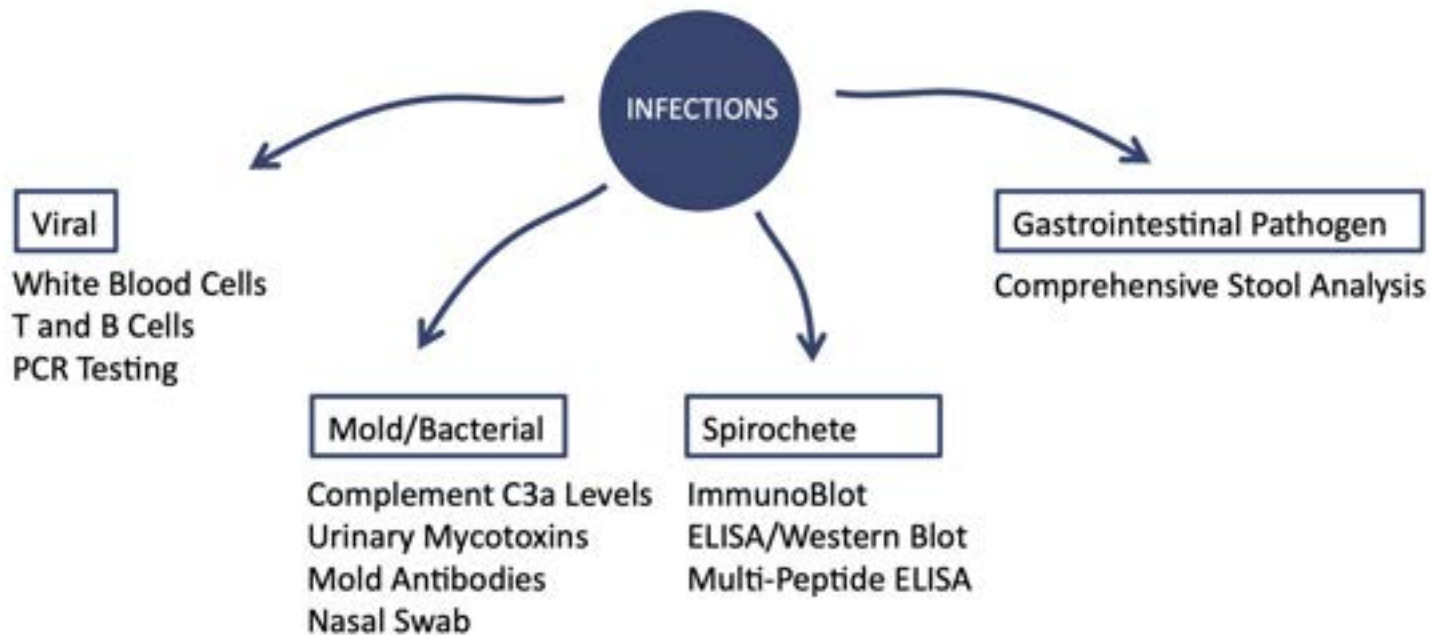 INFECTIONS
Viral
White Blood Cells
T and B Cells
PCR Testing
Mold/Bacterial
Complement C3a Levels
Urinary Mycotoxins
Mold Antibodies
Nasal Swab
Spirochete
ImmunoBlot
ELISA/Western Blot
Multi-Peptide ELISA
Gastrointestinal Pathogen
Comprehensive Stool Analysis